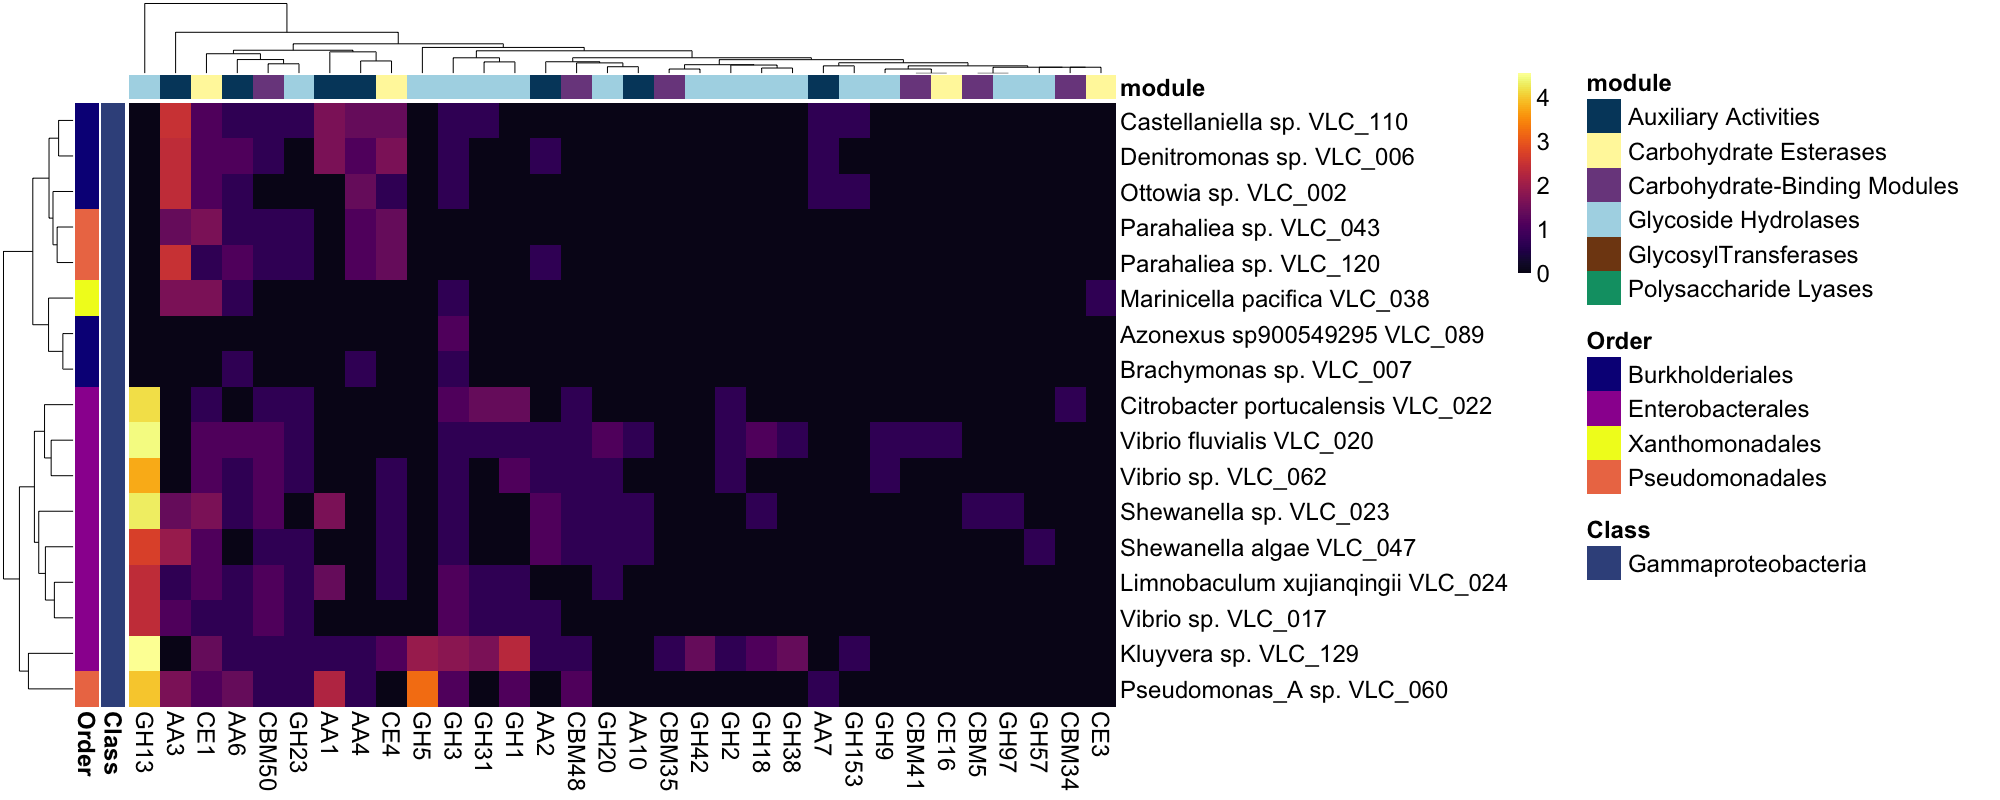 module
Castellaniella sp. VLC_110
Denitromonas sp. VLC_006
Ottowia sp. VLC_002
Parahaliea sp. VLC_043
Parahaliea sp. VLC_120
Marinicella pacifica VLC_038
Azonexus sp900549295 VLC_089
Brachymonas sp. VLC_007
Citrobacter portucalensis VLC_022
Vibrio fluvialis VLC_020
Vibrio sp. VLC_062
Shewanella sp. VLC_023
Shewanella algae VLC_047
Limnobaculum xujianqingii VLC_024
Vibrio sp. VLC_017
Kluyvera sp. VLC_129
Pseudomonas_A sp. VLC_060
Order
Class
GH13
AA3
CE1
AA6
CBM50
GH23
AA1
AA4
CE4
GH5
GH3
GH31
GH1
AA2
CBM48
GH20
AA10
CBM35
GH42
GH2
GH18
GH38
AA7
GH153
GH9
CBM41
CE16
CBM5
GH97
GH57
CBM34
CE3
4
3
2
1
0
module
Auxiliary Activities
Carbohydrate Esterases
Carbohydrate-Binding Modules
Glycoside Hydrolases
GlycosylTransferases
Polysaccharide Lyases
Order
Burkholderiales
Enterobacterales
Xanthomonadales
Pseudomonadales
Class
Gammaproteobacteria